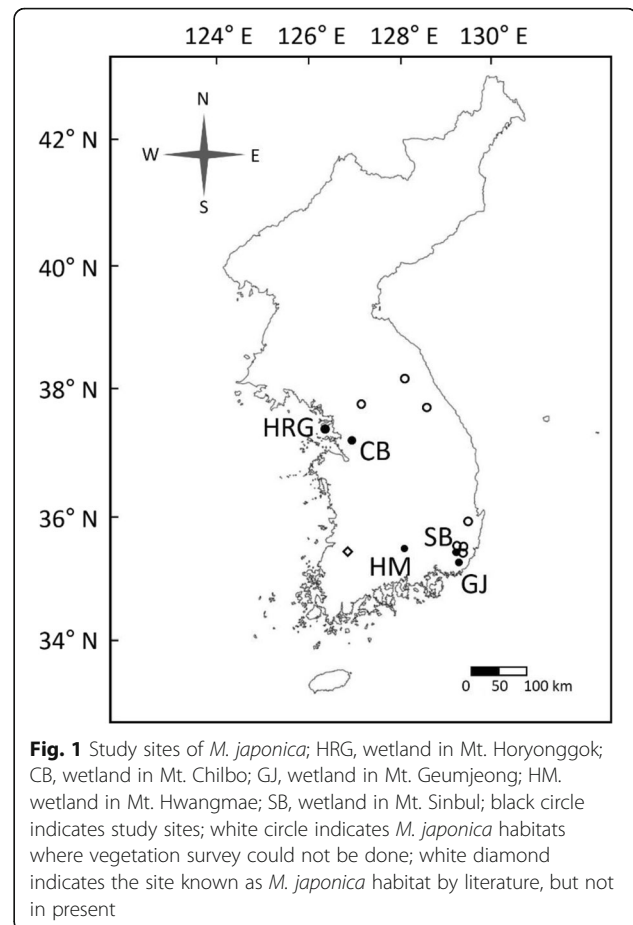 124° E 126° E 128° E 130° E
N
W E
S
42° N
40° N
38° N
HRG
CB
36° N
SB
HM
GJ
34° N
0 50 100 km
Fig. 1 Study sites of M. japonica; HRG, wetland in Mt. Horyonggok;
CB, wetland in Mt. Chilbo; GJ, wetland in Mt. Geumjeong; HM.
wetland in Mt. Hwangmae; SB, wetland in Mt. Sinbul; black circle
indicates study sites; white circle indicates M. japonica habitats
where vegetation survey could not be done; white diamond
indicates the site known as M. japonica habitat by literature, but not
in present